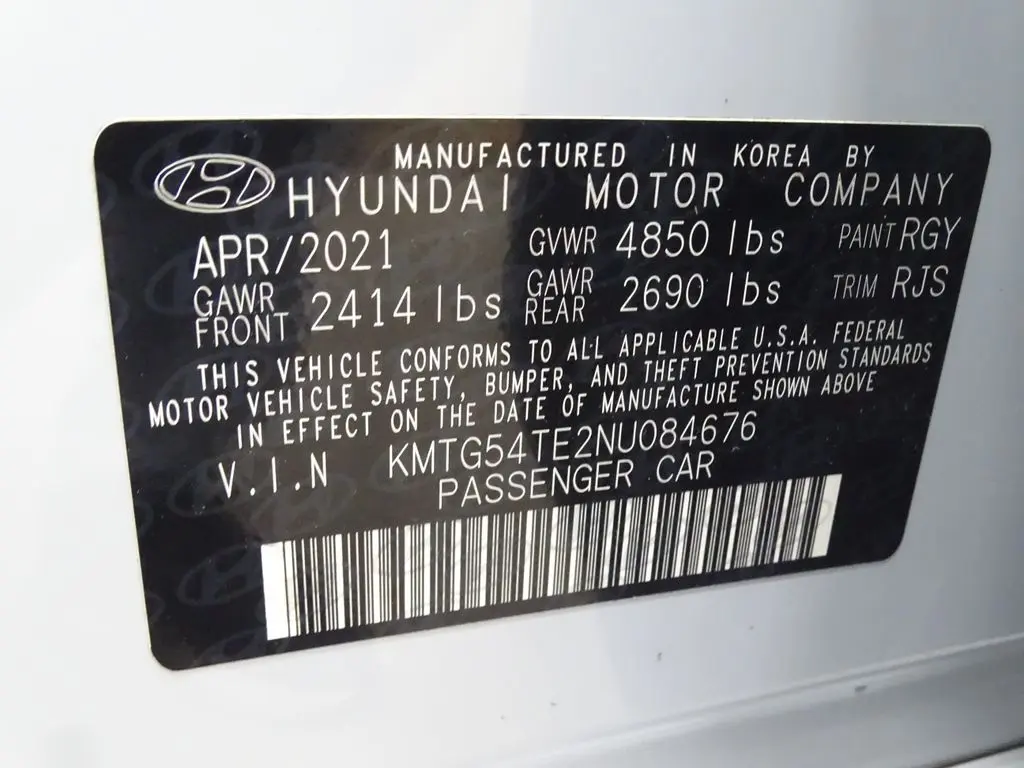 MANUFACTURED IN KOREA BY
HYUNDAI MOTOR COMPANY
APR/2021 GVWR 4850 lbs PAINT RGY
GAWR FRONT 2414 lbs GAWR REAR 2690 lbs TRIM RJS
THIS VEHICLE CONFORMS TO ALL APPLICABLE U.S.A. FEDERAL
MOTOR VEHICLE SAFETY, BUMPER, AND THEFT PREVENTION STANDARDS
IN EFFECT ON THE DATE OF MANUFACTURE SHOWN ABOVE
V.I.N KMTG54TE2NU084676
PASSENGER CAR